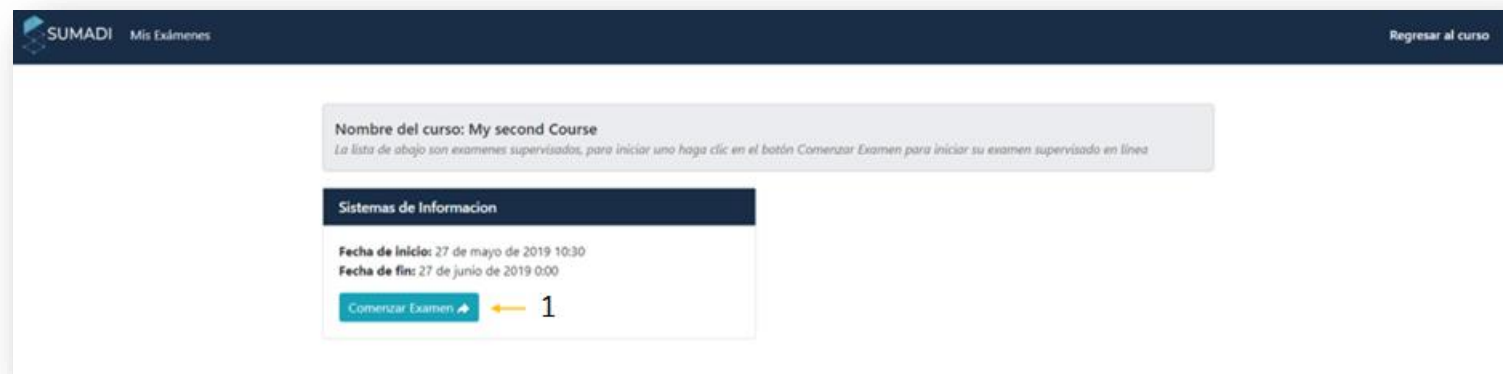 SUMADI Mis Exámenes Regresar al curso
Nombre del curso: My second Course
La lista de abajo son examenes supervisados, para iniciar uno haga clic en el botón Comenzar Examen para iniciar su examen supervisado en línea
Sistemas de Informacion
Fecha de inicio: 27 de mayo de 2019 10:30
Fecha de fin: 27 de junio de 2019 0:00
Comenzar Examen 1